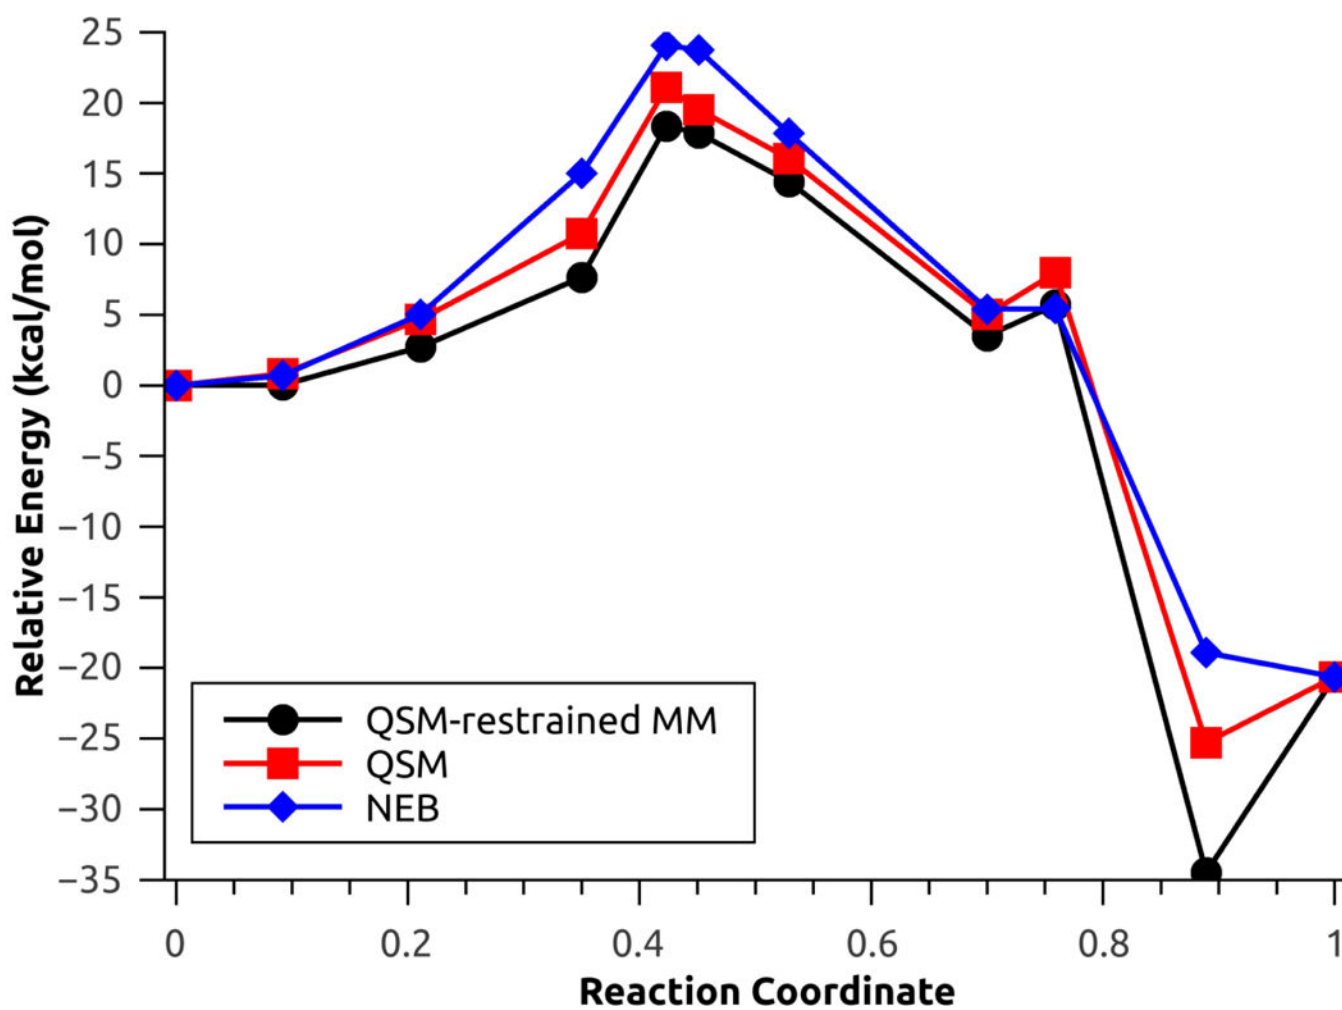 25
20
15
10
5
0
−5
−10
−15
−20
−25
−30
−35
Relative Energy (kcal/mol)
QSM-restrained MM
QSM
NEB
0 0.2 0.4 0.6 0.8 1
Reaction Coordinate